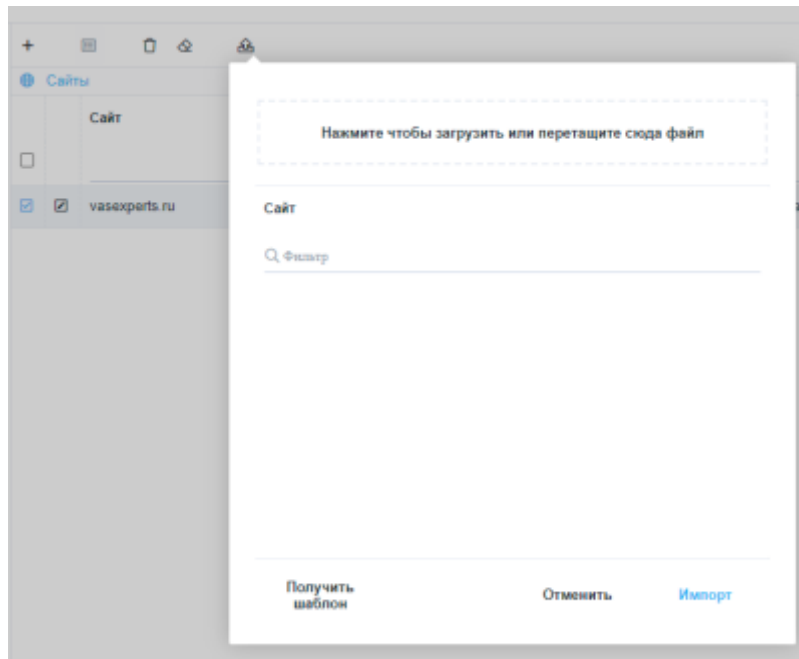 Сайты
Сайт
vasexperts.ru
Нажмите чтобы загрузить или перетащите сюда файл
Сайт
Фильтр
Получить
шаблон
Отменить
Импорт